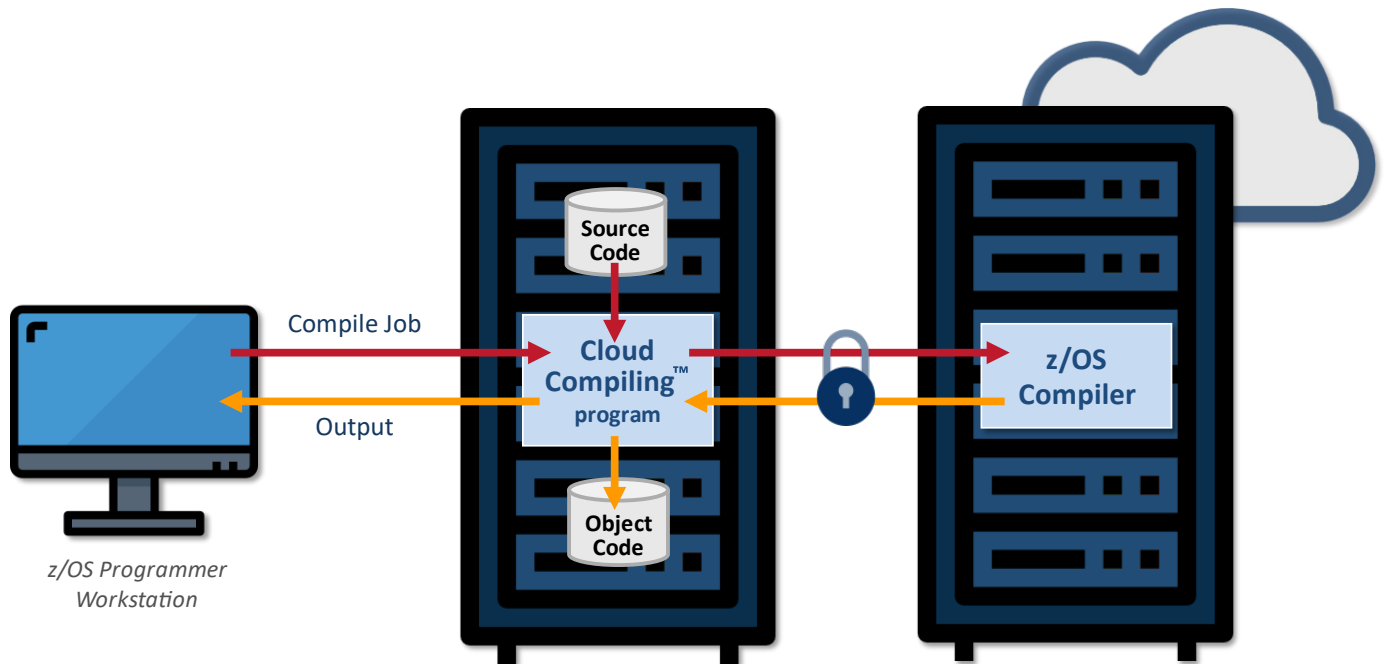 Source
Code
Compile Job
Cloud
Compiling™
program
z/OS
Compiler
Output
Object
Code
z/OS Programmer
Workstation